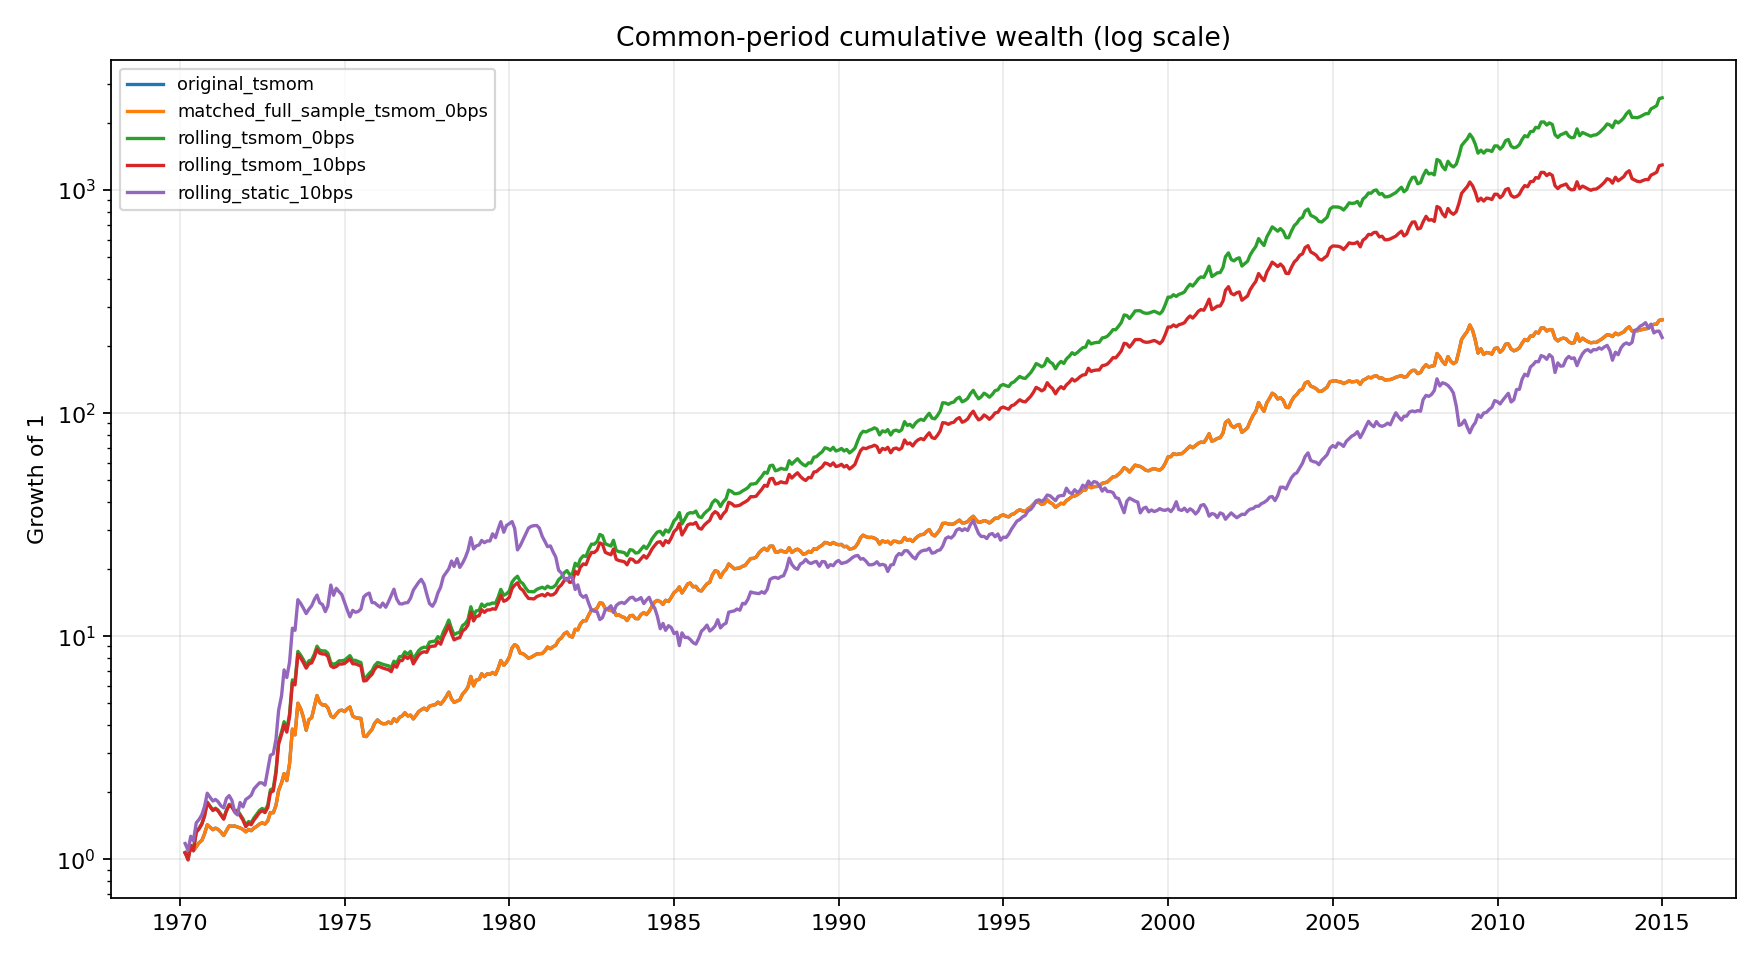 Common-period cumulative wealth (log scale)
original_tsmom
matched_full_sample_tsmom_0bps
rolling_tsmom_0bps
rolling_tsmom_10bps
rolling_static_10bps
Growth of 1
10³
10²
10¹
10⁰
1970 1975 1980 1985 1990 1995 2000 2005 2010 2015